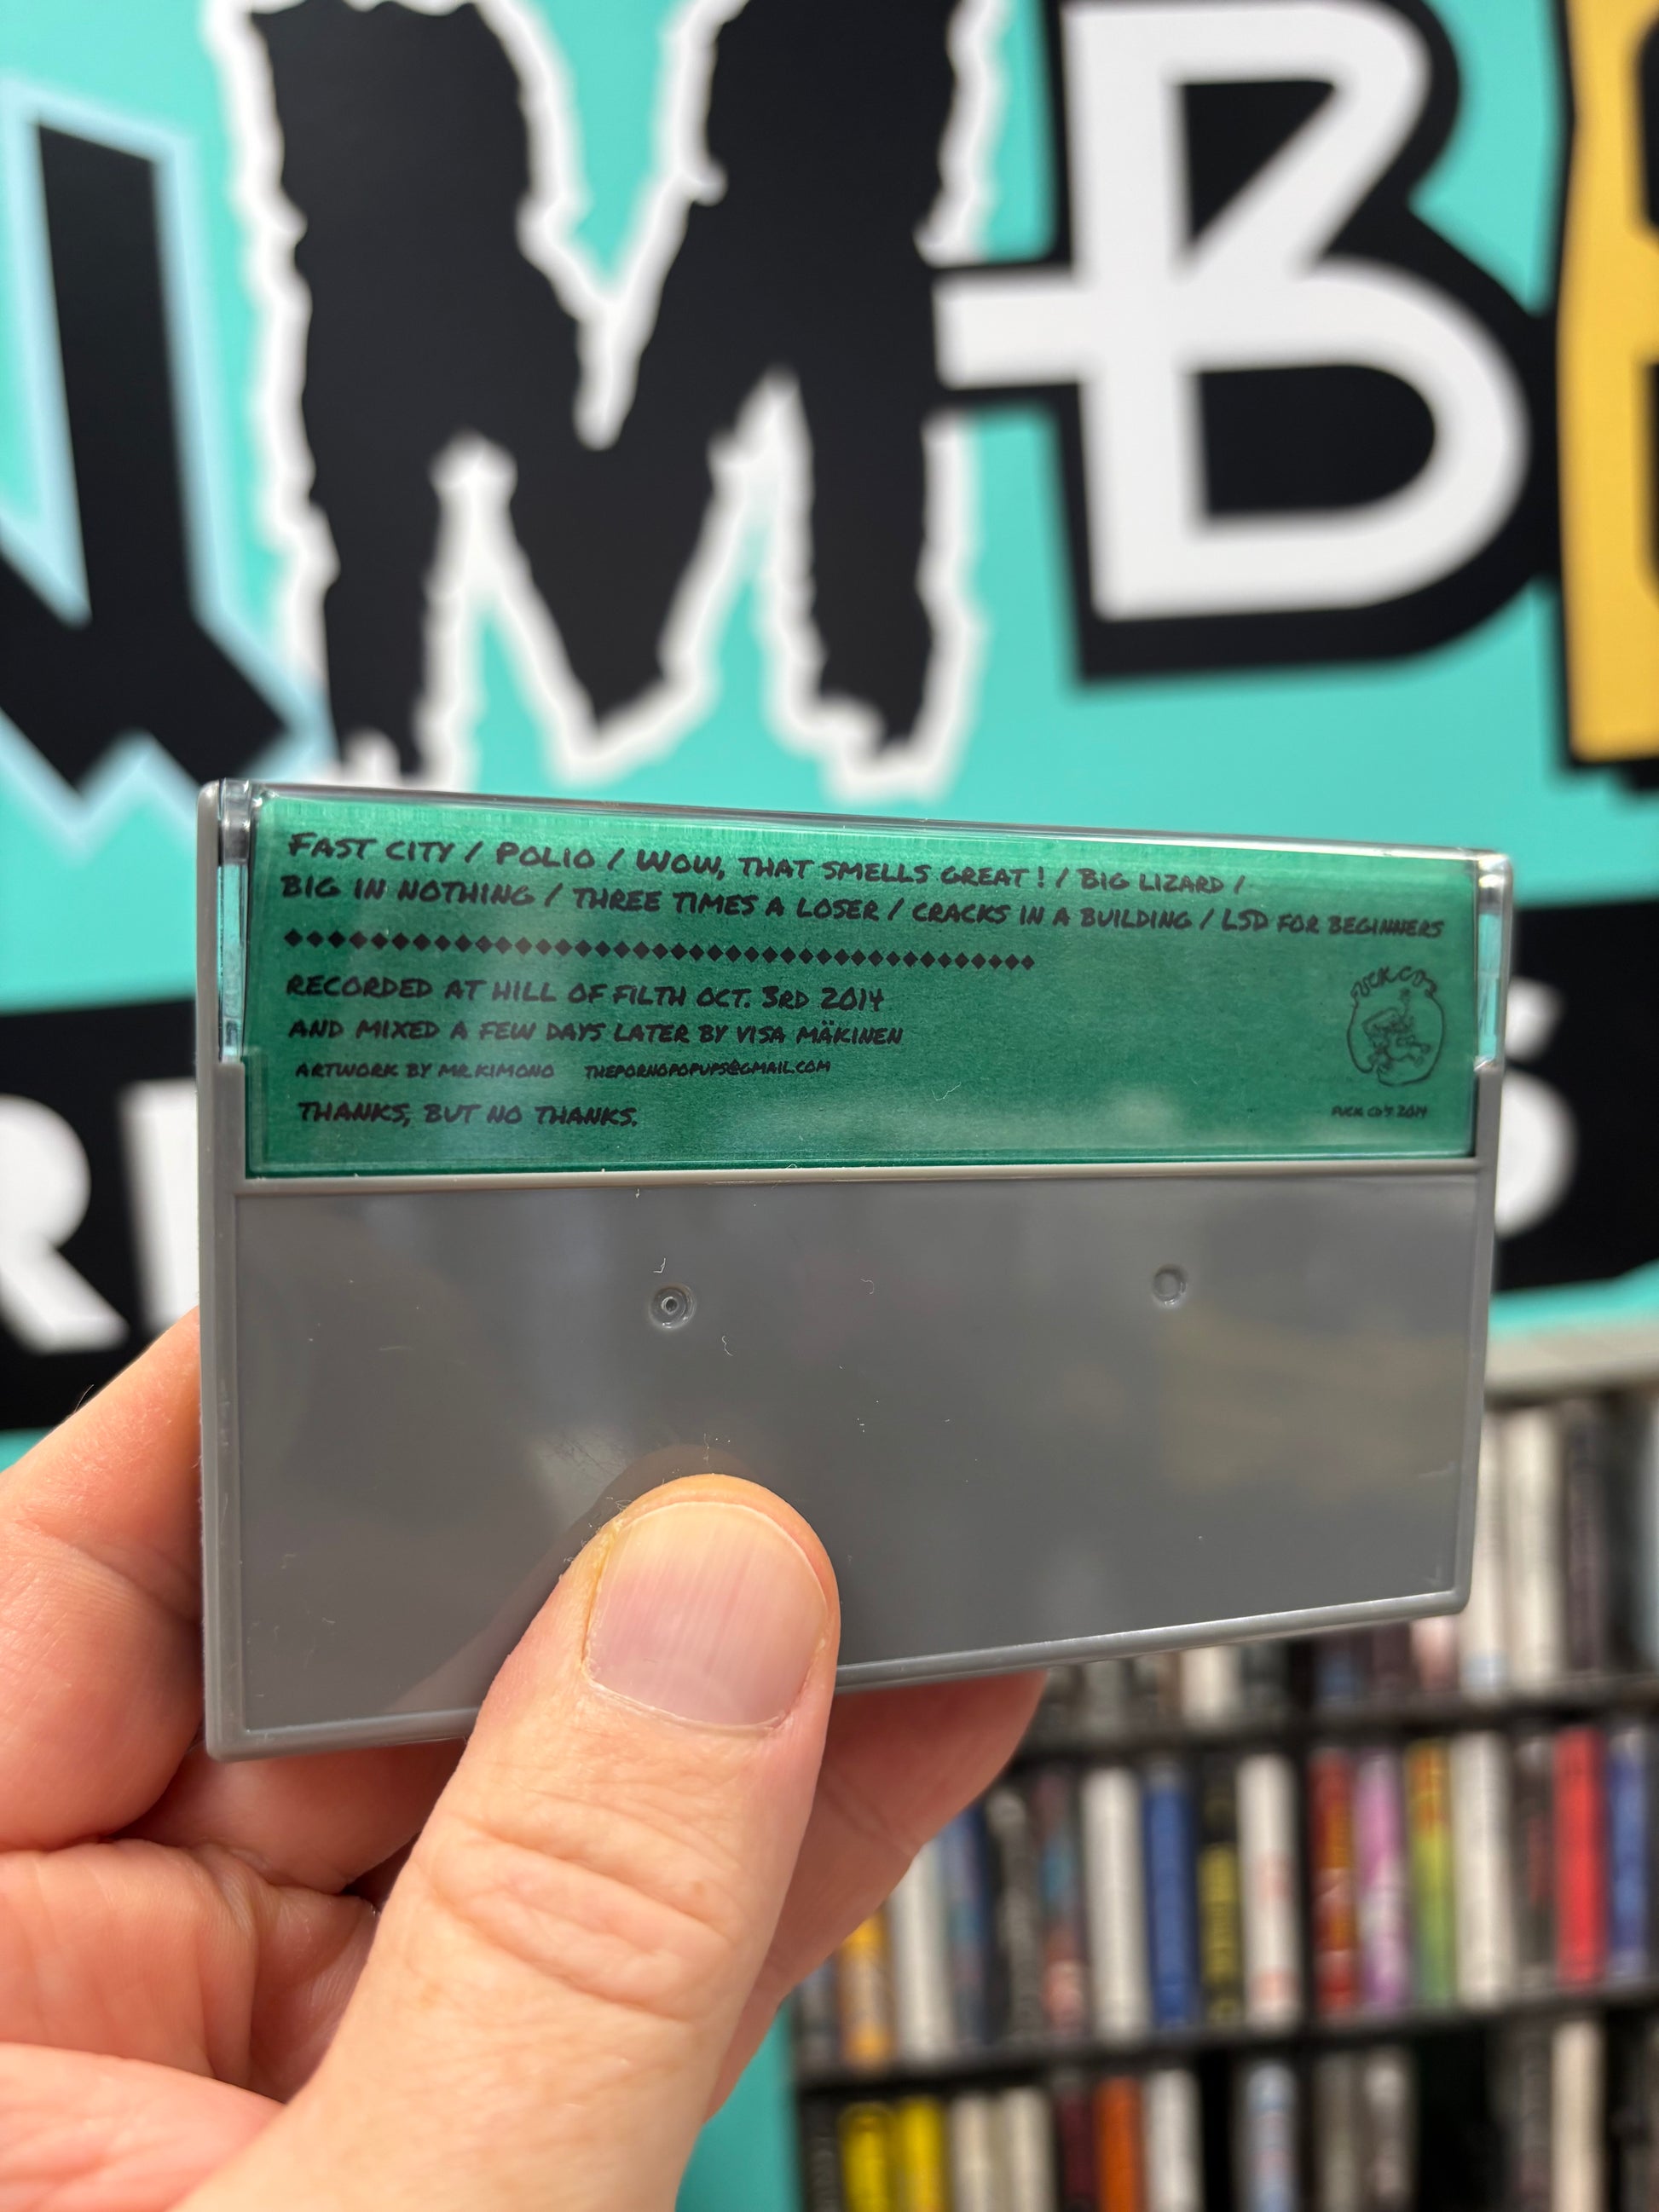 MB
FAST CITY / POLIO / WOW, THAT SMELLS GREAT! / BIG LIZARD /
BIG IN NOTHING / THREE TIMES A LOSER / CRACKS IN A BUILDING / LSD FOR BEGINNERS
RECORDED AT HILL OF FILTH OCT. 3RD 2014
AND MIXED A FEW DAYS LATER BY VISA MÄKINEN
ARTWORK BY MR.KIMONO THEPORNOPOPUPS@GMAIL.COM
THANKS, BUT NO THANKS.
FUCK CD'S 2014